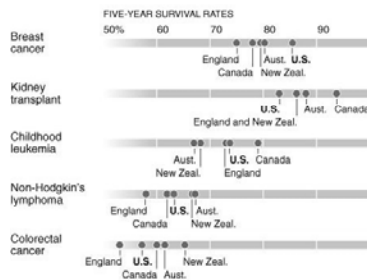 FIVE-YEAR SURVIVAL RATES
50% 60 70 80 90
Breast
cancer
England Aust. U.S.
Canada New Zeal.
Kidney
transplant
U.S. Aust. Canada
England and New Zeal.
Childhood
leukemia
Aust. U.S. Canada
New Zeal. England
Non-Hodgkin's
lymphoma
England U.S. Aust.
Canada New Zeal.
Colorectal
cancer
England U.S. New Zeal.
Canada Aust.